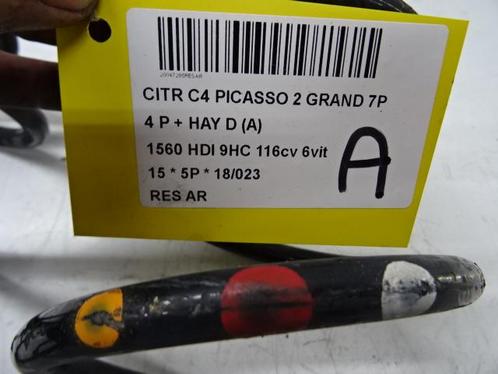 20047200RESAR
CITR C4 PICASSO 2 GRAND 7P
4 P + HAY D (A)
1560 HDI 9HC 116cv 6vit
15 * 5P * 18/023
RES AR
A